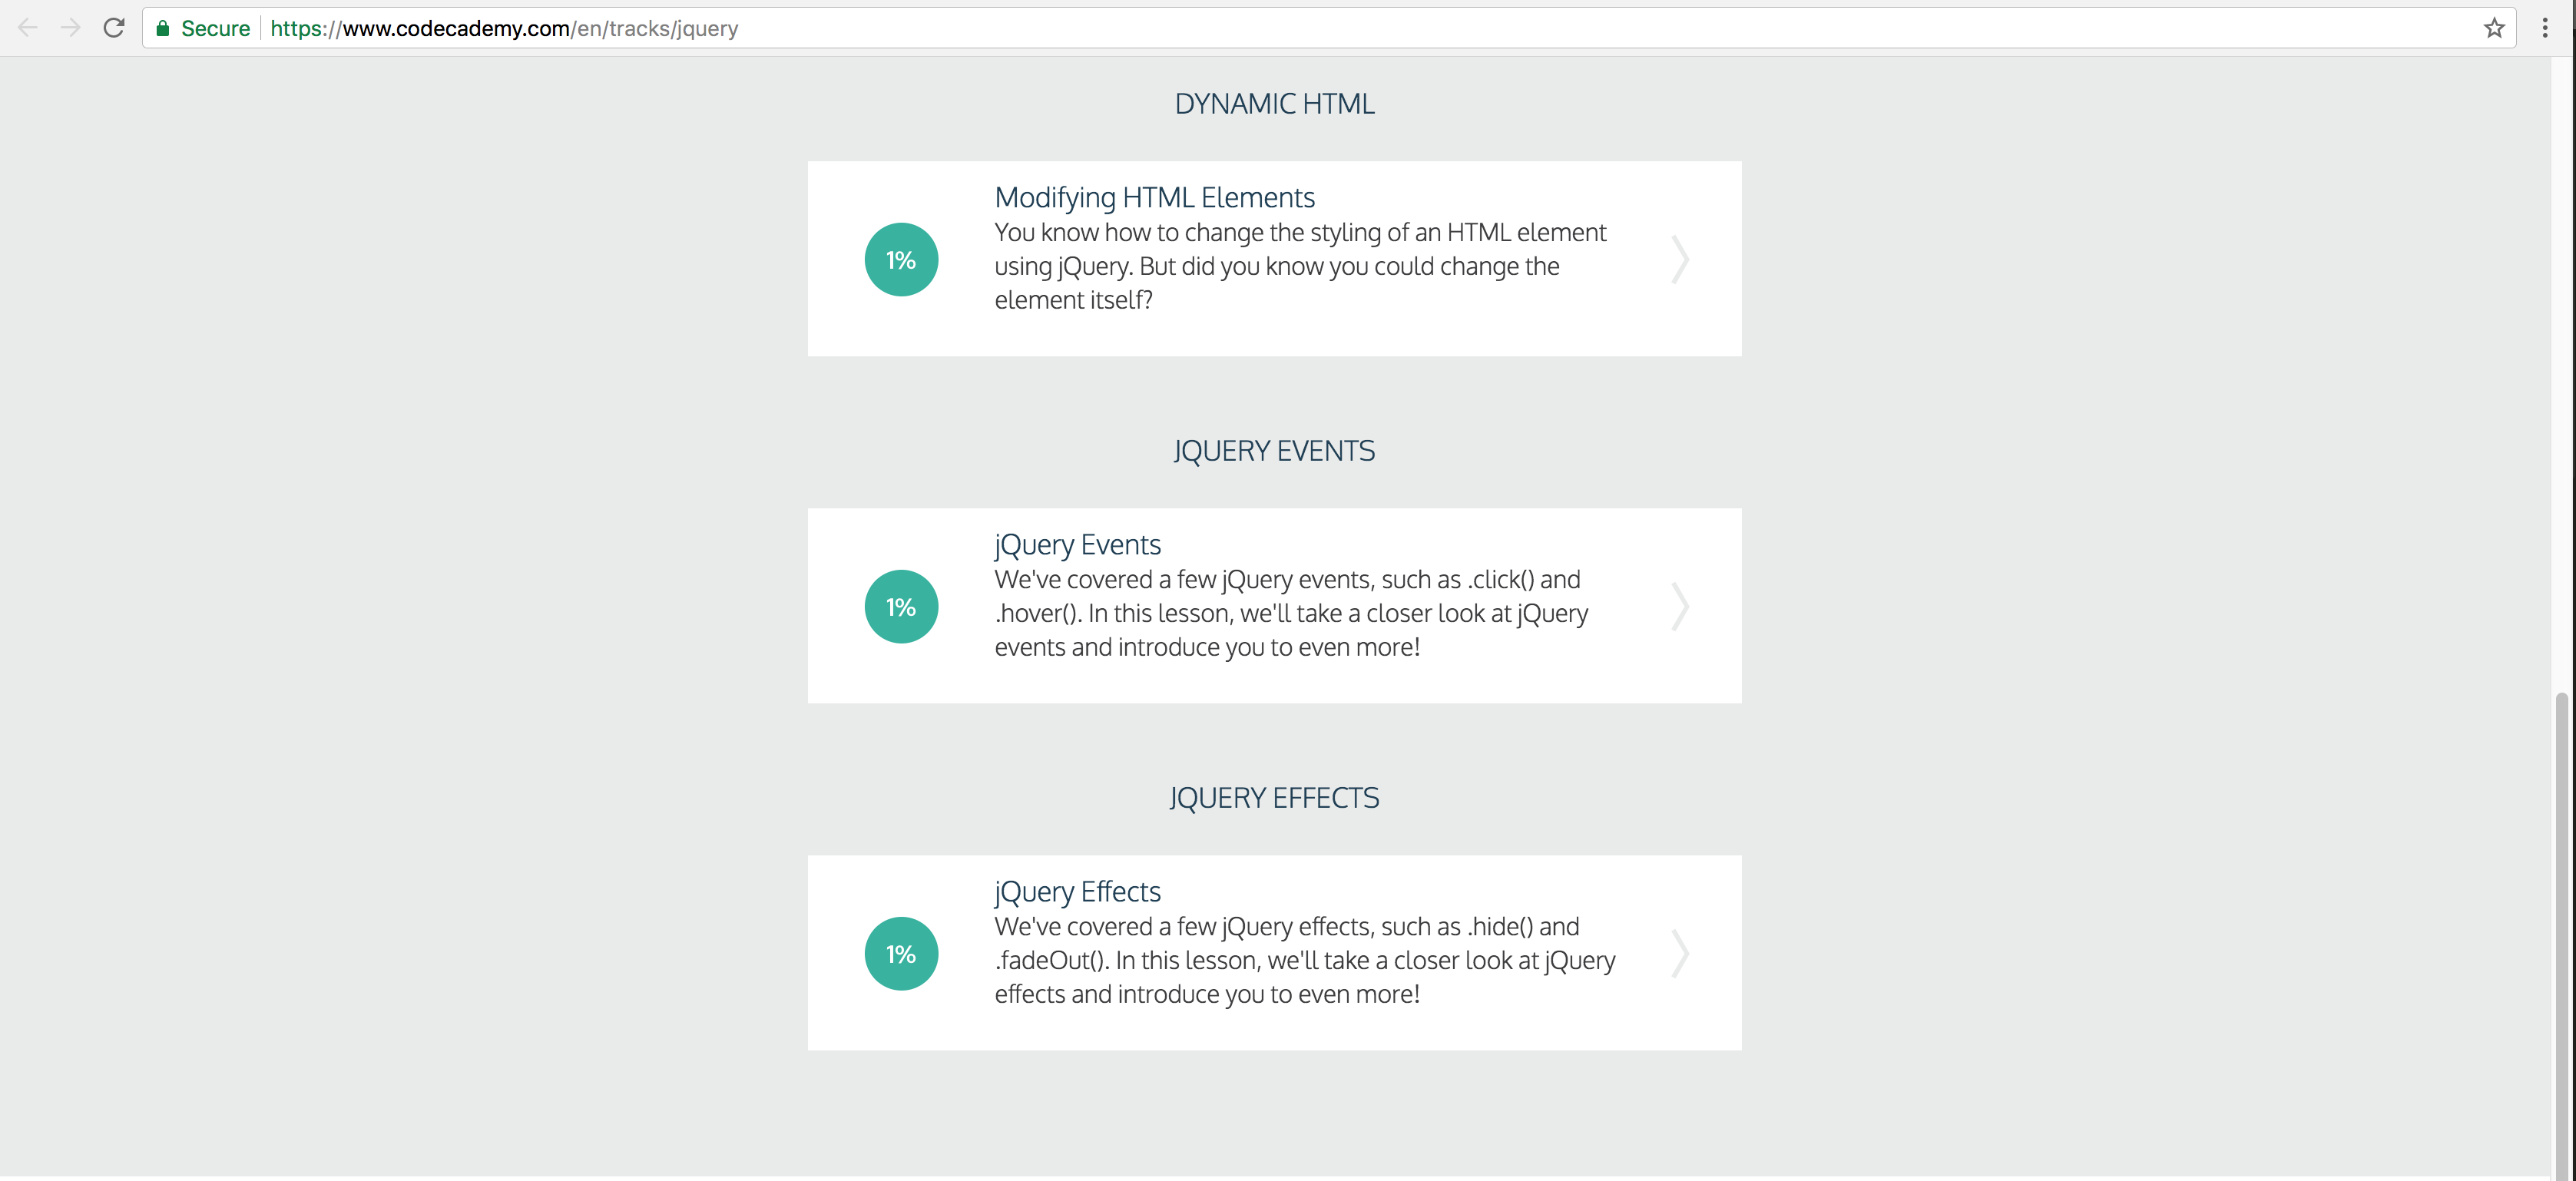 Secure https://www.codecademy.com/en/tracks/jquery
DYNAMIC HTML
Modifying HTML Elements
1%
You know how to change the styling of an HTML element
using jQuery. But did you know you could change the
element itself?
JQUERY EVENTS
jQuery Events
1%
We've covered a few jQuery events, such as .click() and
.hover(). In this lesson, we'll take a closer look at jQuery
events and introduce you to even more!
JQUERY EFFECTS
jQuery Effects
1%
We've covered a few jQuery effects, such as .hide() and
.fadeOut(). In this lesson, we'll take a closer look at jQuery
effects and introduce you to even more!